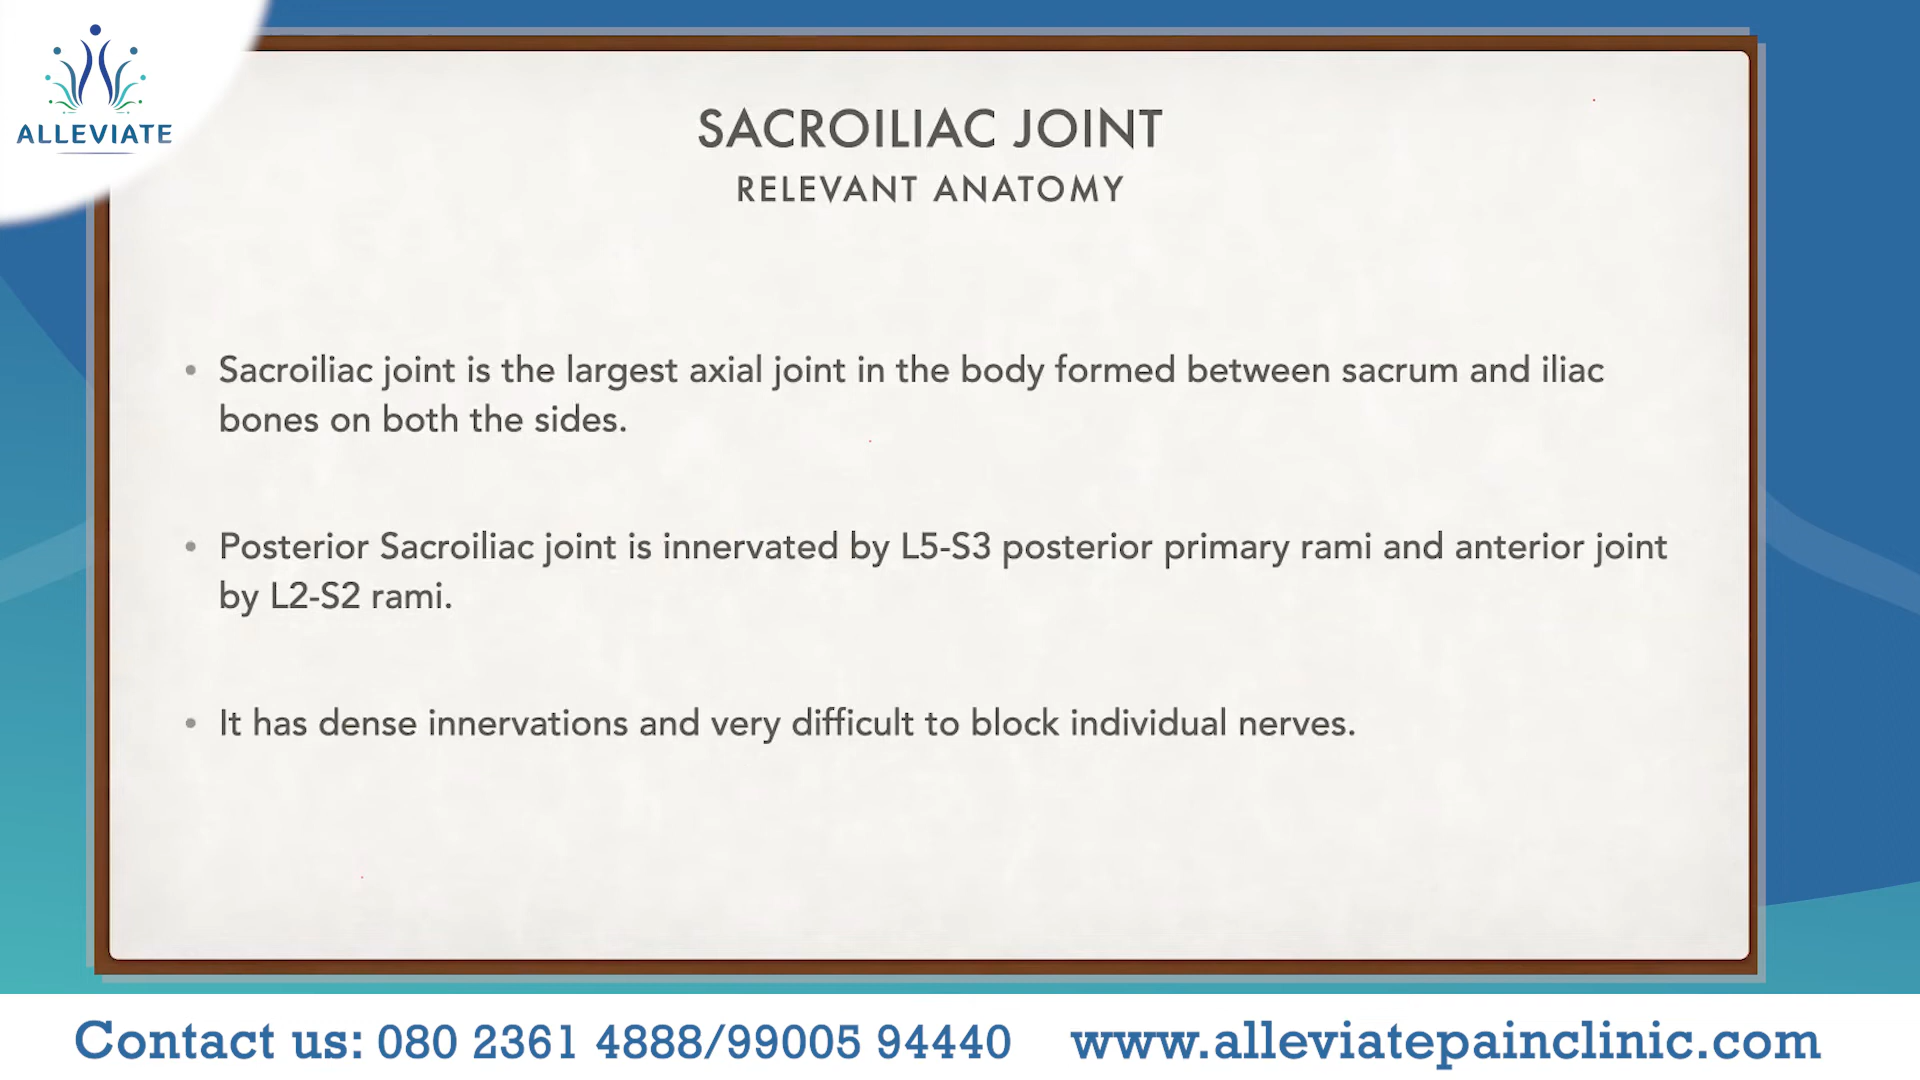 ALLEVIATE
SACROILIAC JOINT
RELEVANT ANATOMY
• Sacroiliac joint is the largest axial joint in the body formed between sacrum and iliac
bones on both the sides.
• Posterior Sacroiliac joint is innervated by L5-S3 posterior primary rami and anterior joint
by L2-S2 rami.
• It has dense innervations and very difficult to block individual nerves.
Contact us: 080 2361 4888/99005 94440 www.alleviatepainclinic.com